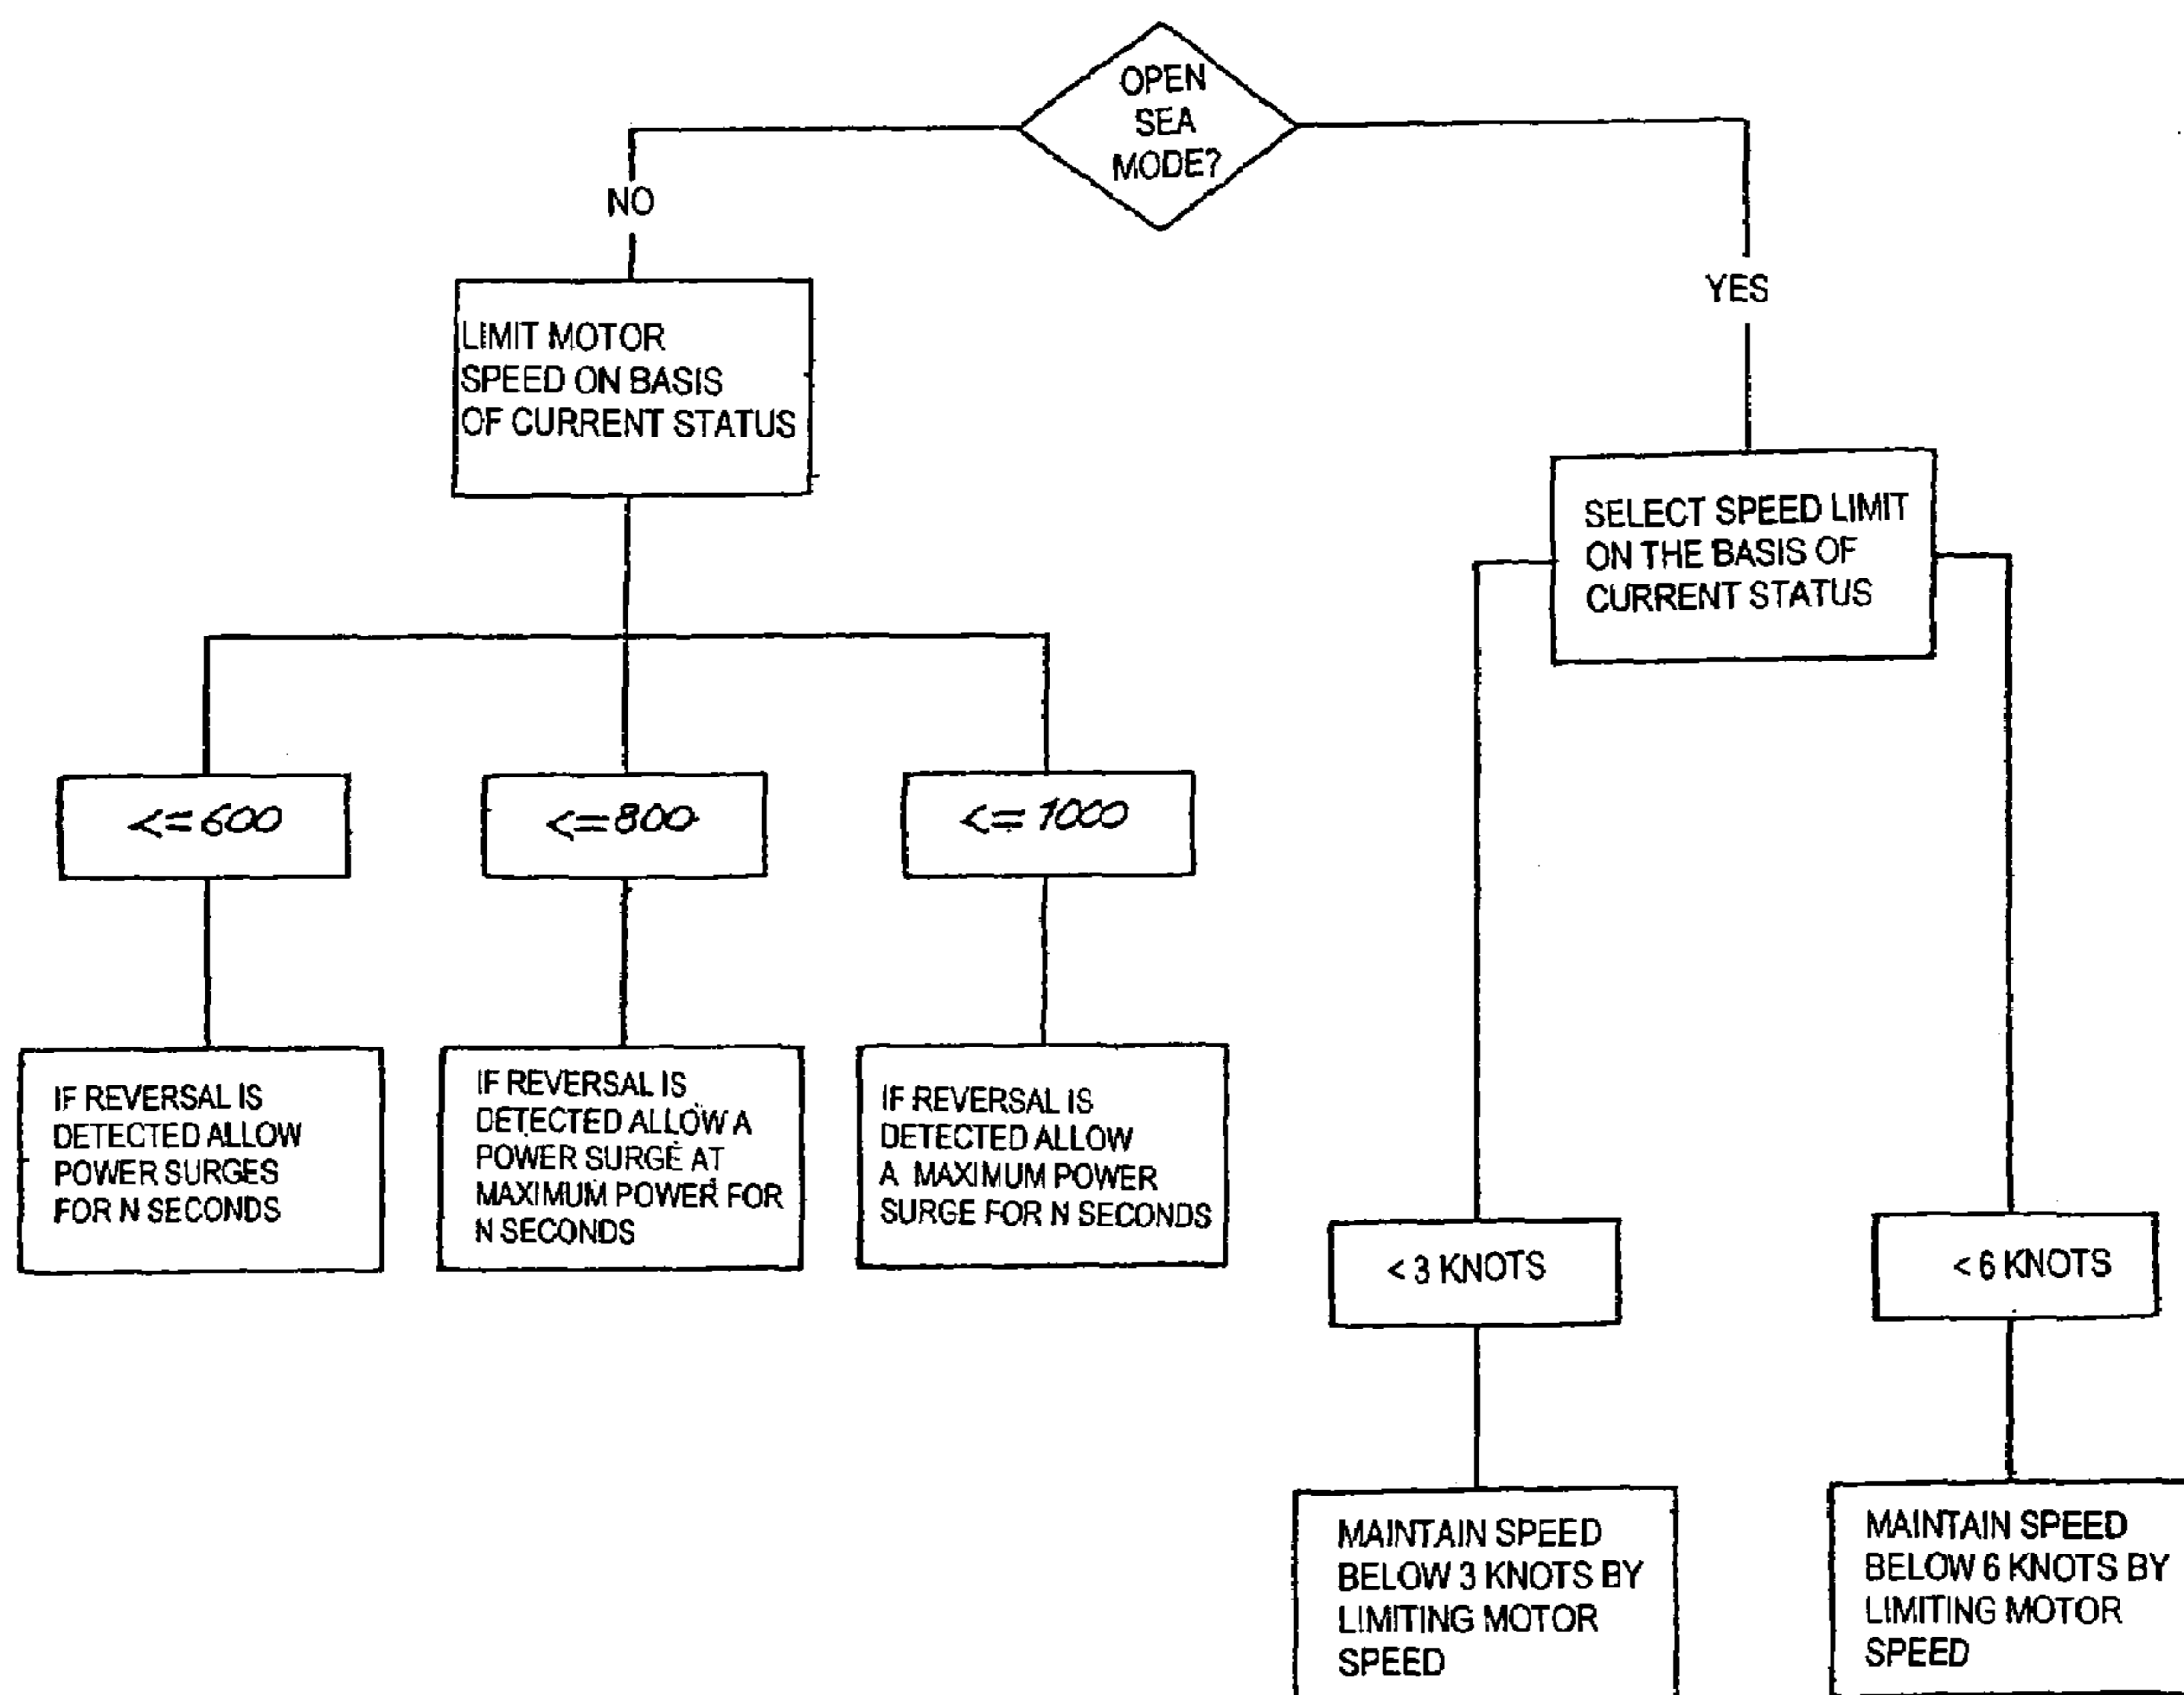 OPEN
SEA
MODE?
NO
YES
LIMIT MOTOR
SPEED ON BASIS
OF CURRENT STATUS
SELECT SPEED LIMIT
ON THE BASIS OF
CURRENT STATUS
<=600
<=800
<=1000
IF REVERSAL IS
DETECTED ALLOW
POWER SURGES
FOR N SECONDS
IF REVERSAL IS
DETECTED ALLOW A
POWER SURGE AT
MAXIMUM POWER FOR
N SECONDS
IF REVERSAL IS
DETECTED ALLOW
A MAXIMUM POWER
SURGE FOR N SECONDS
< 3 KNOTS
< 6 KNOTS
MAINTAIN SPEED
BELOW 3 KNOTS BY
LIMITING MOTOR
SPEED
MAINTAIN SPEED
BELOW 6 KNOTS BY
LIMITING MOTOR
SPEED